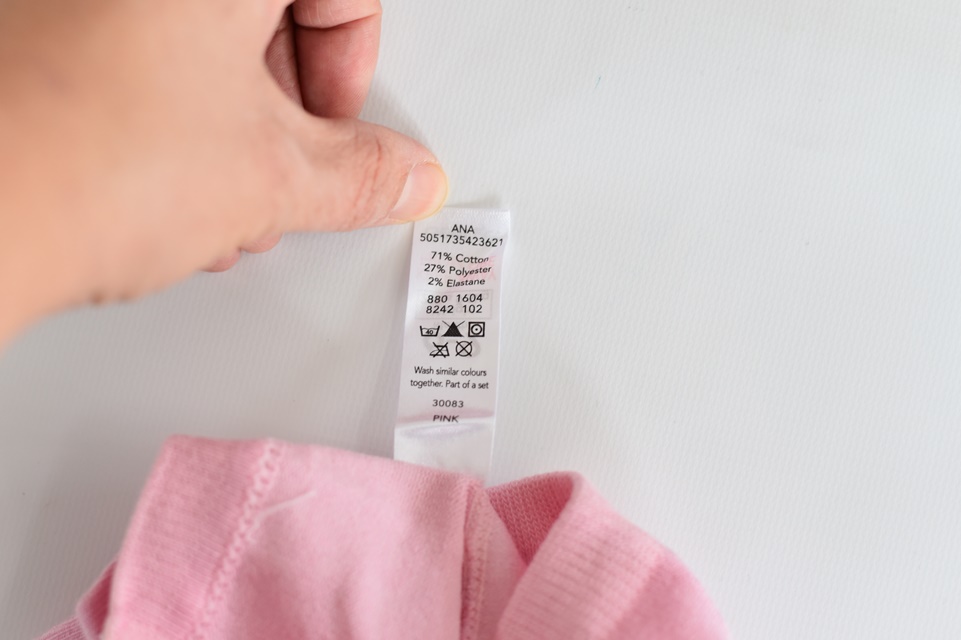 ANA
5051735423621
71% Cotton
27% Polyester
2% Elastane
880 1604
8242 102
40
Wash similar colours
together. Part of a set
30083
PINK